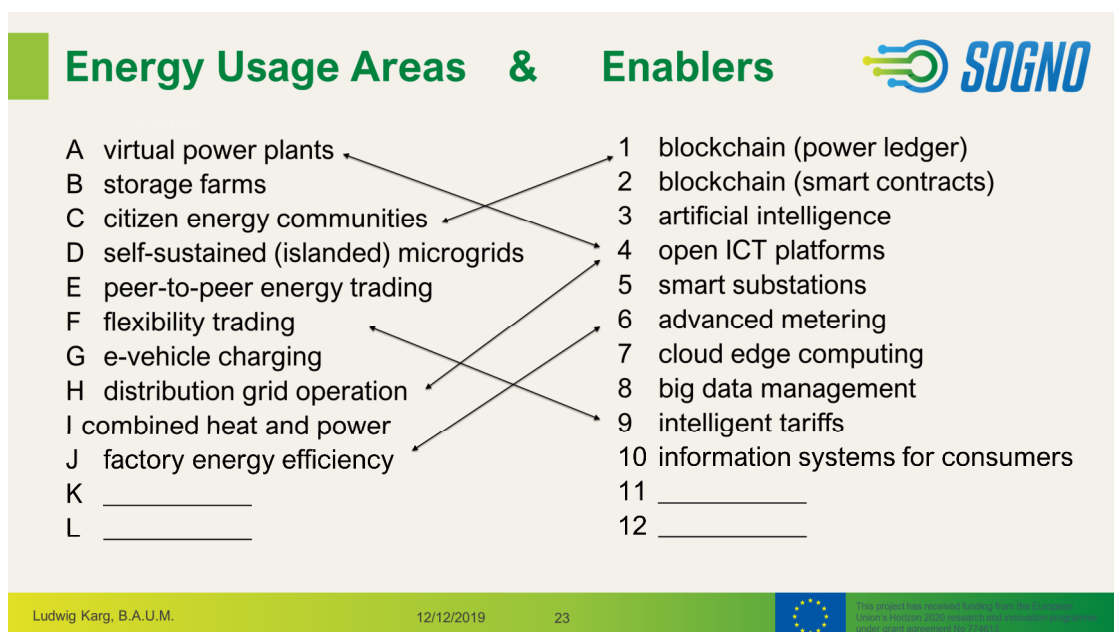 Energy Usage Areas & Enablers
SOGNO
A virtual power plants
B storage farms
C citizen energy communities
D self-sustained (islanded) microgrids
E peer-to-peer energy trading
F flexibility trading
G e-vehicle charging
H distribution grid operation
I combined heat and power
J factory energy efficiency
K ___________
L ___________
1 blockchain (power ledger)
2 blockchain (smart contracts)
3 artificial intelligence
4 open ICT platforms
5 smart substations
6 advanced metering
7 cloud edge computing
8 big data management
9 intelligent tariffs
10 information systems for consumers
11 ___________
12 ___________
Ludwig Karg, B.A.U.M.
12/12/2019
23
This project has received funding from the European
Union's Horizon 2020 research and innovation programme
under grant agreement No 774613